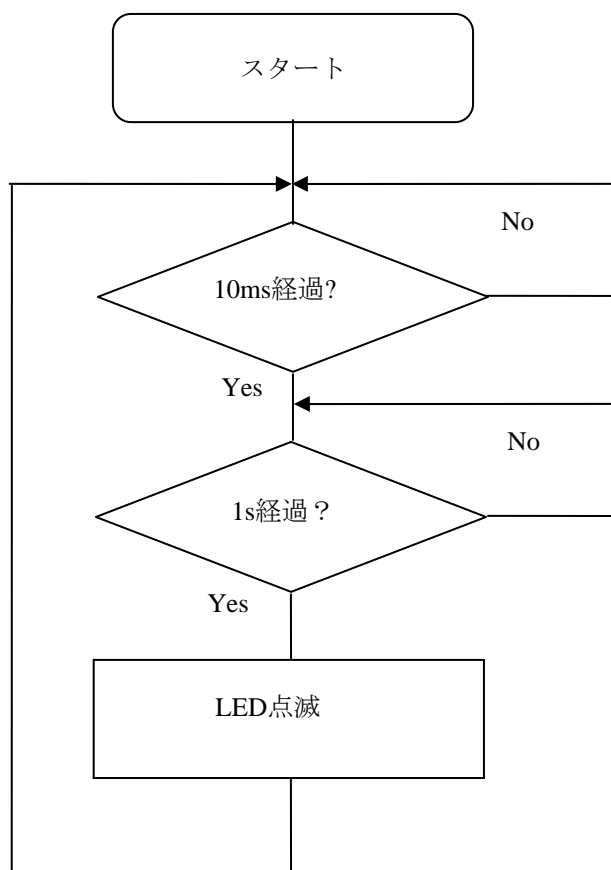 スタート
No
10ms経過?
Yes
No
1s経過？
Yes
LED点滅